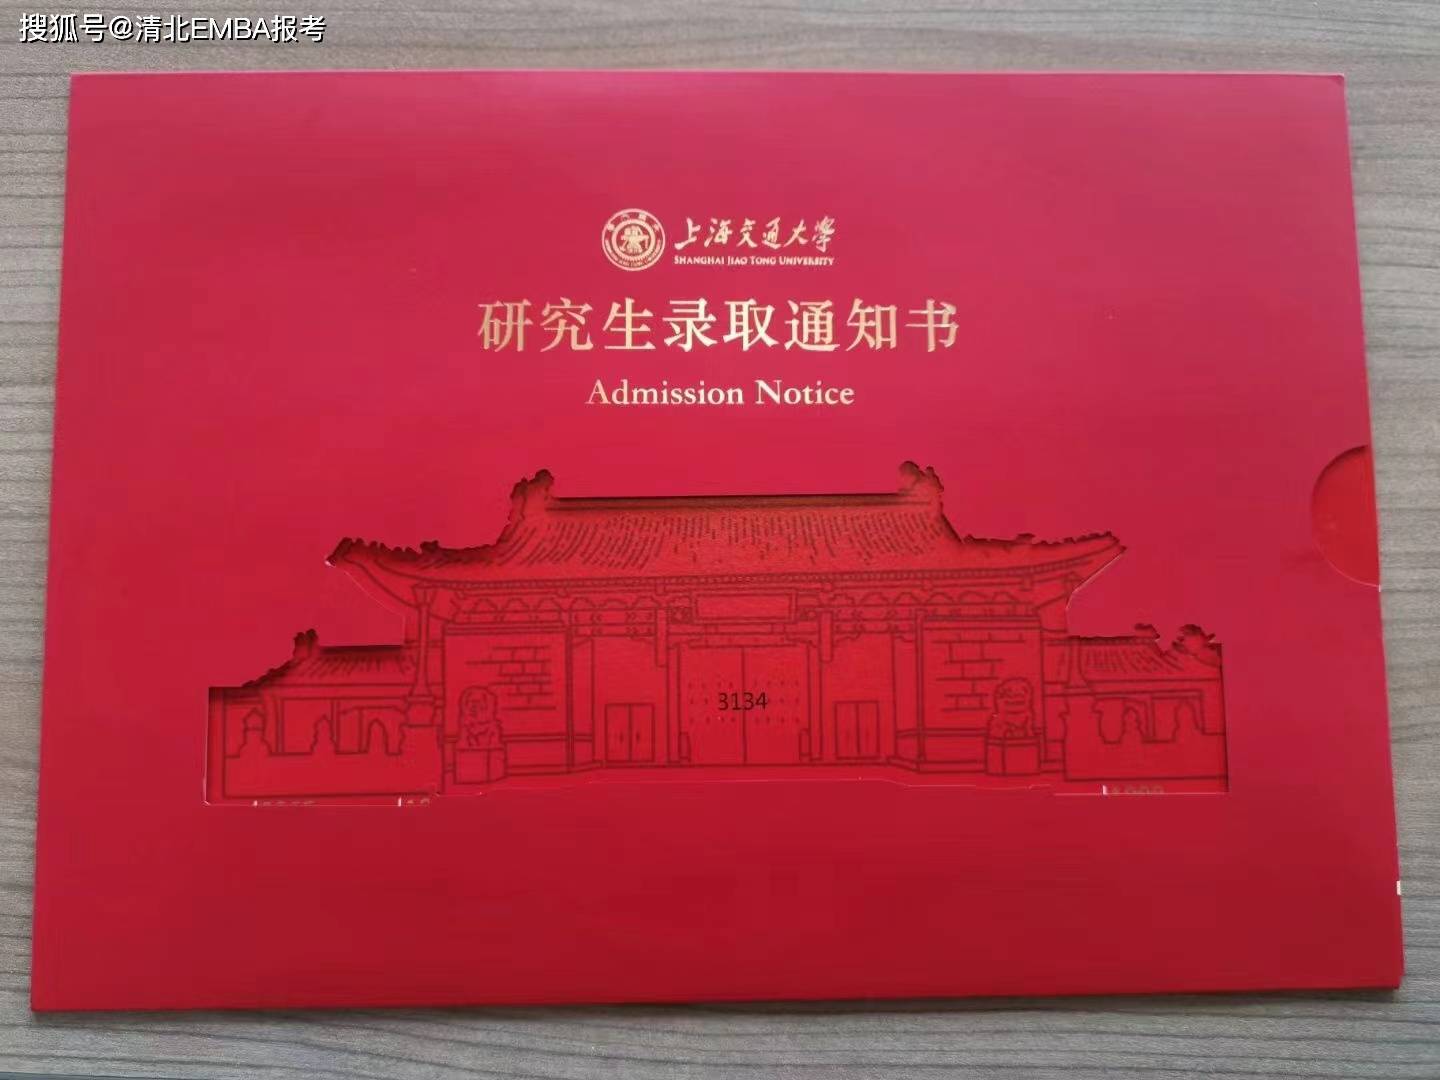 搜狐号@清北EMBA报考
上海交通大学
SHANGHAI JIAO TONG UNIVERSITY
研究生录取通知书
Admission Notice
3134